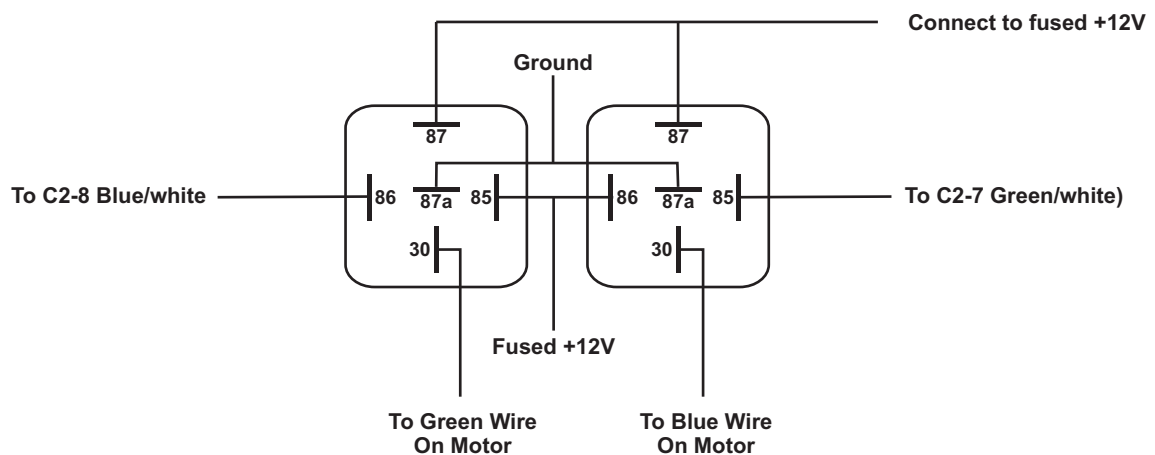 Connect to fused +12V
Ground
87
87
To C2-8 Blue/white
86
87a
85
86
87a
85
To C2-7 Green/white)
30
30
Fused +12V
To Green Wire
On Motor
To Blue Wire
On Motor